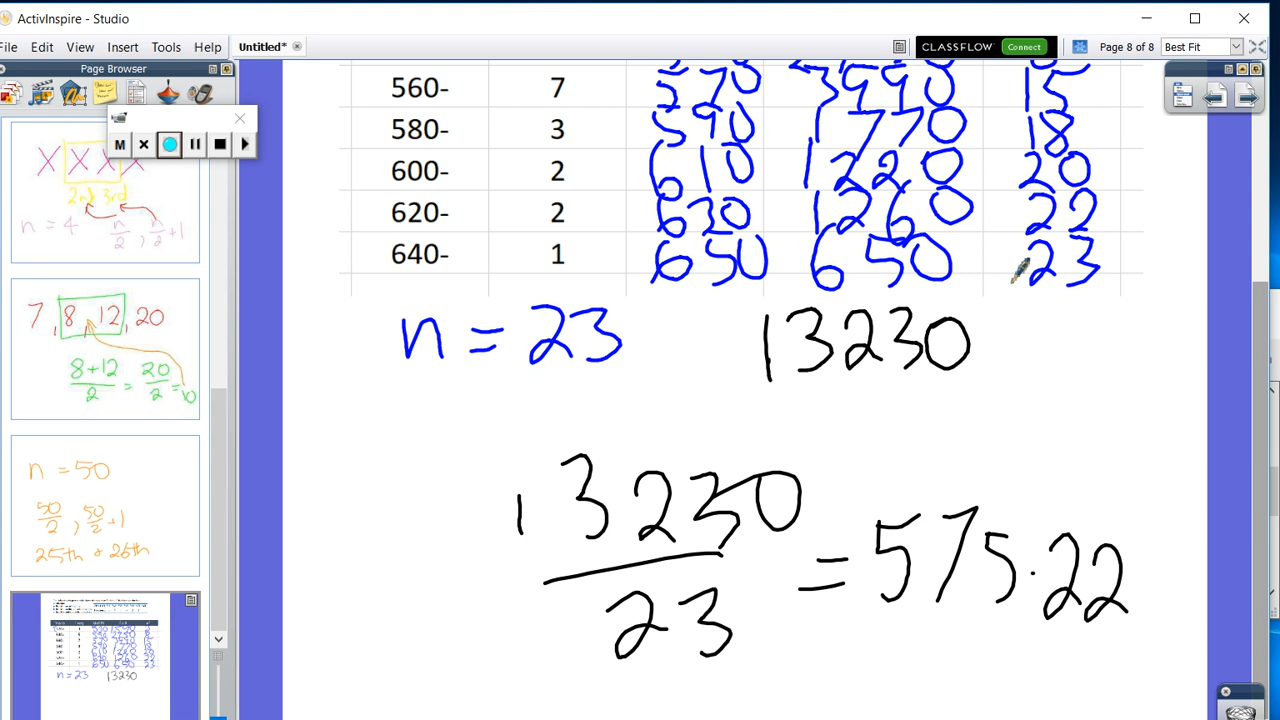 ActivInspire - Studio
File Edit View Insert Tools Help Untitled* CLASSFLOW Connect Page 8 of 8 Best Fit
Page Browser
M
X X X X
2nd 3rd
n = 4 n/2 , n/2 +1
7, 8, 12, 20
8+12/2 = 20/2 = 10
n = 50
50/2 , 50/2 +1
25th + 26th
n = 23 13230
560- 7 570 3990 15
580- 3 590 1770 18
600- 2 610 1220 20
620- 2 630 1260 22
640- 1 650 650 23
n = 23 13230
13230/23 = 575.22